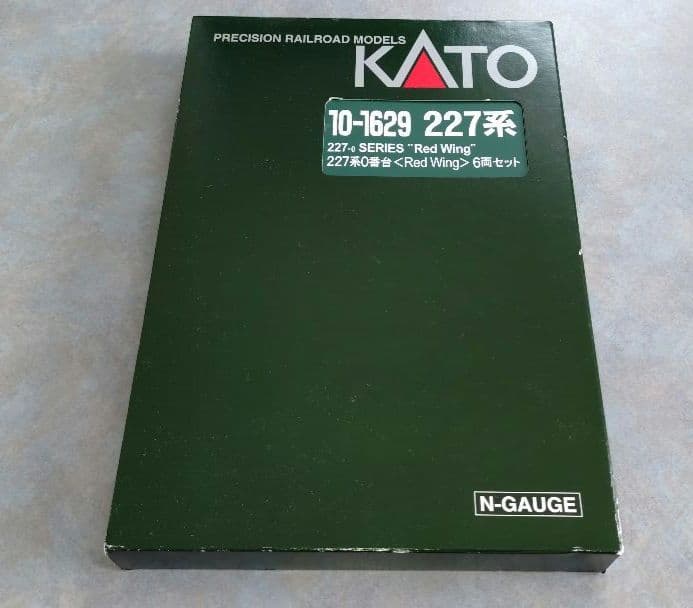 PRECISION RAILROAD MODELS
KATO
10-1629 227系
227-0 SERIES "Red Wing"
227系0番台<Red Wing>6両セット
N-GAUGE